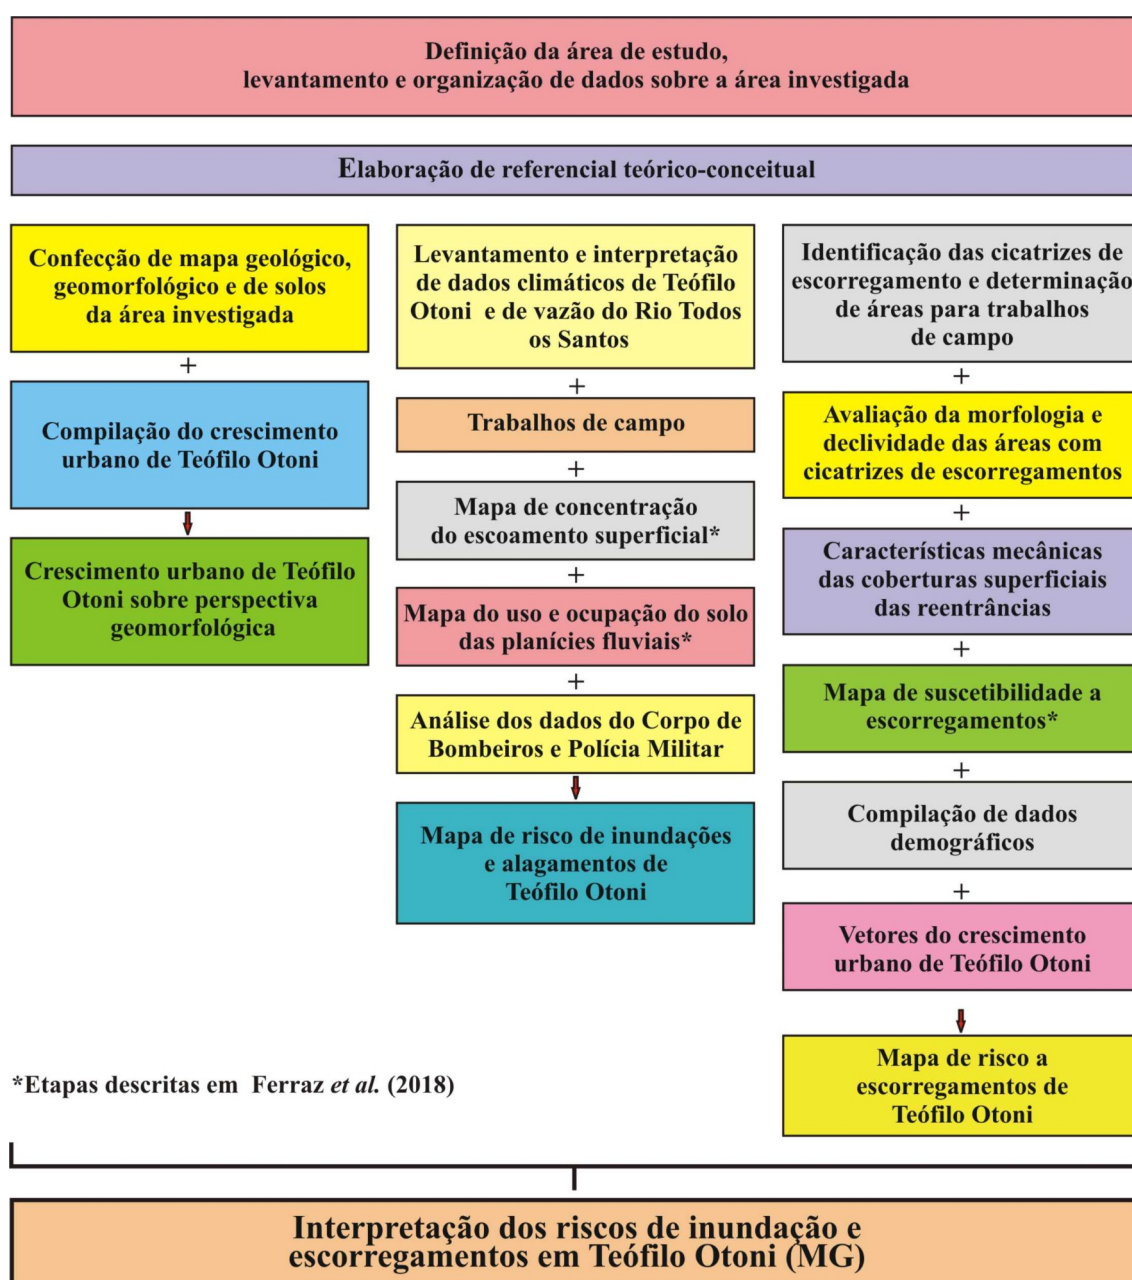 Definição da área de estudo,
levantamento e organização de dados sobre a área investigada
Elaboração de referencial teórico-conceitual
Confecção de mapa geológico,
geomorfológico e de solos
da área investigada
+
Compilação do crescimento
urbano de Teófilo Otoni
Crescimento urbano de Teófilo
Otoni sobre perspectiva
geomorfológica
Levantamento e interpretação
de dados climáticos de Teófilo
Otoni e de vazão do Rio Todos
os Santos
+
Trabalhos de campo
+
Mapa de concentração
do escoamento superficial*
+
Mapa do uso e ocupação do solo
das planícies fluviais*
+
Análise dos dados do Corpo de
Bombeiros e Polícia Militar
Mapa de risco de inundações
e alagamentos de
Teófilo Otoni
Identificação das cicatrizes de
escorregamento e determinação
de áreas para trabalhos
de campo
+
Avaliação da morfologia e
declividade das áreas com
cicatrizes de escorregamentos
+
Características mecânicas
das coberturas superficiais
das reentrâncias
+
Mapa de suscetibilidade a
escorregamentos*
+
Compilação de dados
demográficos
+
Vetores do crescimento
urbano de Teófilo Otoni
Mapa de risco a
escorregamentos de
Teófilo Otoni
*Etapas descritas em Ferraz et al. (2018)
Interpretação dos riscos de inundação e
escorregamentos em Teófilo Otoni (MG)